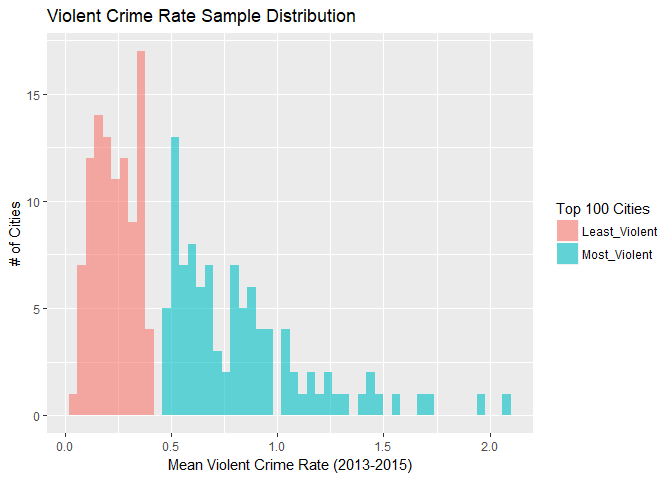 Violent Crime Rate Sample Distribution
15
10
5
0
# of Cities
0.0 0.5 1.0 1.5 2.0
Mean Violent Crime Rate (2013-2015)
Top 100 Cities
Least_Violent
Most_Violent